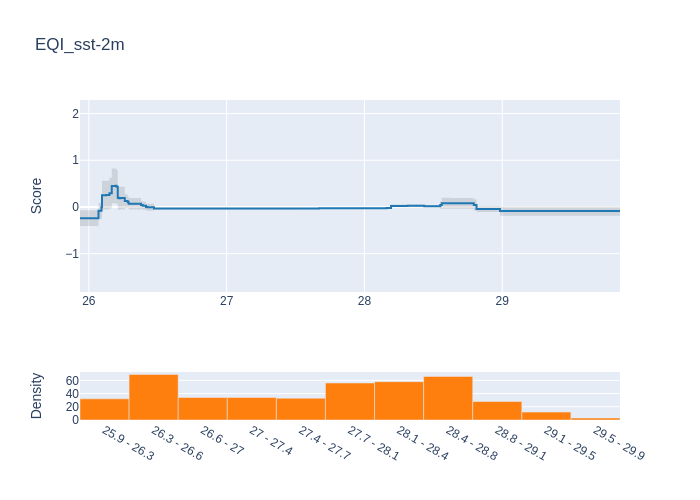 EQI_sst-2m
Score
2
1
0
−1
26
27
28
29
Density
60
40
20
0
25.9 - 26.3
26.3 - 26.6
26.6 - 27
27 - 27.4
27.4 - 27.7
27.7 - 28.1
28.1 - 28.4
28.4 - 28.8
28.8 - 29.1
29.1 - 29.5
29.5 - 29.9